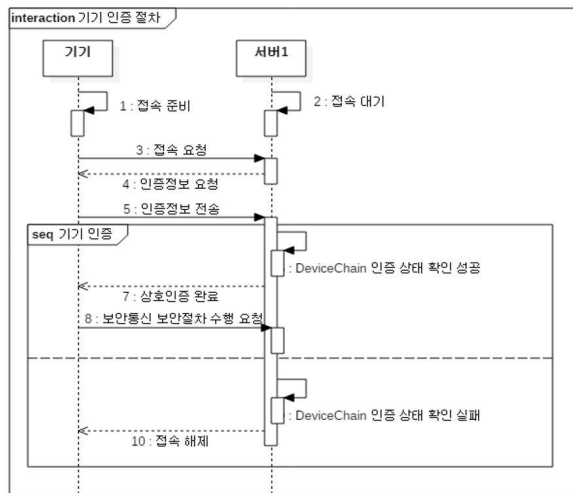 interaction 기기 인증 절차
기기
서버1
1 : 접속 준비
2 : 접속 대기
3 : 접속 요청
4 : 인증정보 요청
5 : 인증정보 전송
seq 기기 인증
: DeviceChain 인증 상태 확인 성공
7 : 상호인증 완료
8 : 보안통신 보안절차 수행 요청
: DeviceChain 인증 상태 확인 실패
10 : 접속 해제